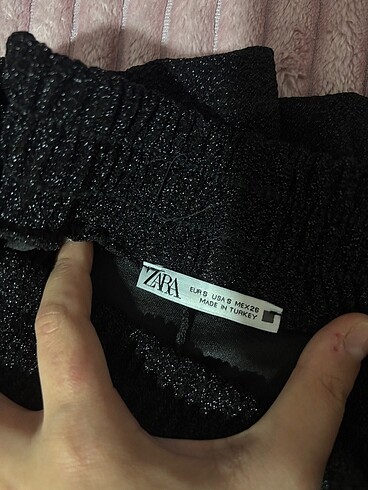 ZARA
EUR S USA S MEX 26
MADE IN TURKEY